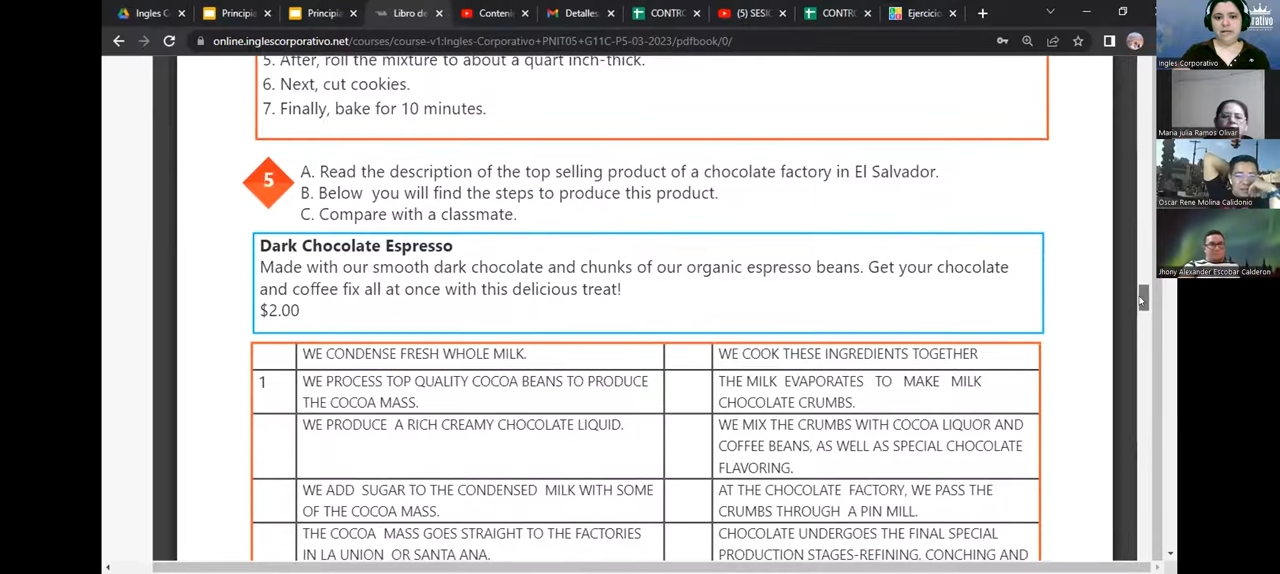 Ingles C
Principia
Principia
Libro de
Conteni
Detalles
CONTRO
(5) SESIC
CONTRO
Ejercicio
online.inglescorporativo.net/courses/course-v1:Ingles-Corporativo+PNIT05+G11C-P5-03-2023/pdfbook/0/
Ingles Corporativo
Maria julia Ramos Olivar
Oscar Rene Molina Calidonio
Jhony Alexander Escobar Calderon
5. After, roll the mixture to about a quart inch-thick.
6. Next, cut cookies.
7. Finally, bake for 10 minutes.
5
A. Read the description of the top selling product of a chocolate factory in El Salvador.
B. Below you will find the steps to produce this product.
C. Compare with a classmate.
Dark Chocolate Espresso
Made with our smooth dark chocolate and chunks of our organic espresso beans. Get your chocolate
and coffee fix all at once with this delicious treat!
$2.00
WE CONDENSE FRESH WHOLE MILK.
WE COOK THESE INGREDIENTS TOGETHER
1
WE PROCESS TOP QUALITY COCOA BEANS TO PRODUCE
THE COCOA MASS.
THE MILK EVAPORATES TO MAKE MILK
CHOCOLATE CRUMBS.
WE PRODUCE A RICH CREAMY CHOCOLATE LIQUID.
WE MIX THE CRUMBS WITH COCOA LIQUOR AND
COFFEE BEANS, AS WELL AS SPECIAL CHOCOLATE
FLAVORING.
WE ADD SUGAR TO THE CONDENSED MILK WITH SOME
OF THE COCOA MASS.
AT THE CHOCOLATE FACTORY, WE PASS THE
CRUMBS THROUGH A PIN MILL.
THE COCOA MASS GOES STRAIGHT TO THE FACTORIES
IN LA UNION OR SANTA ANA.
CHOCOLATE UNDERGOES THE FINAL SPECIAL
PRODUCTION STAGES-REFINING, CONCHING AND